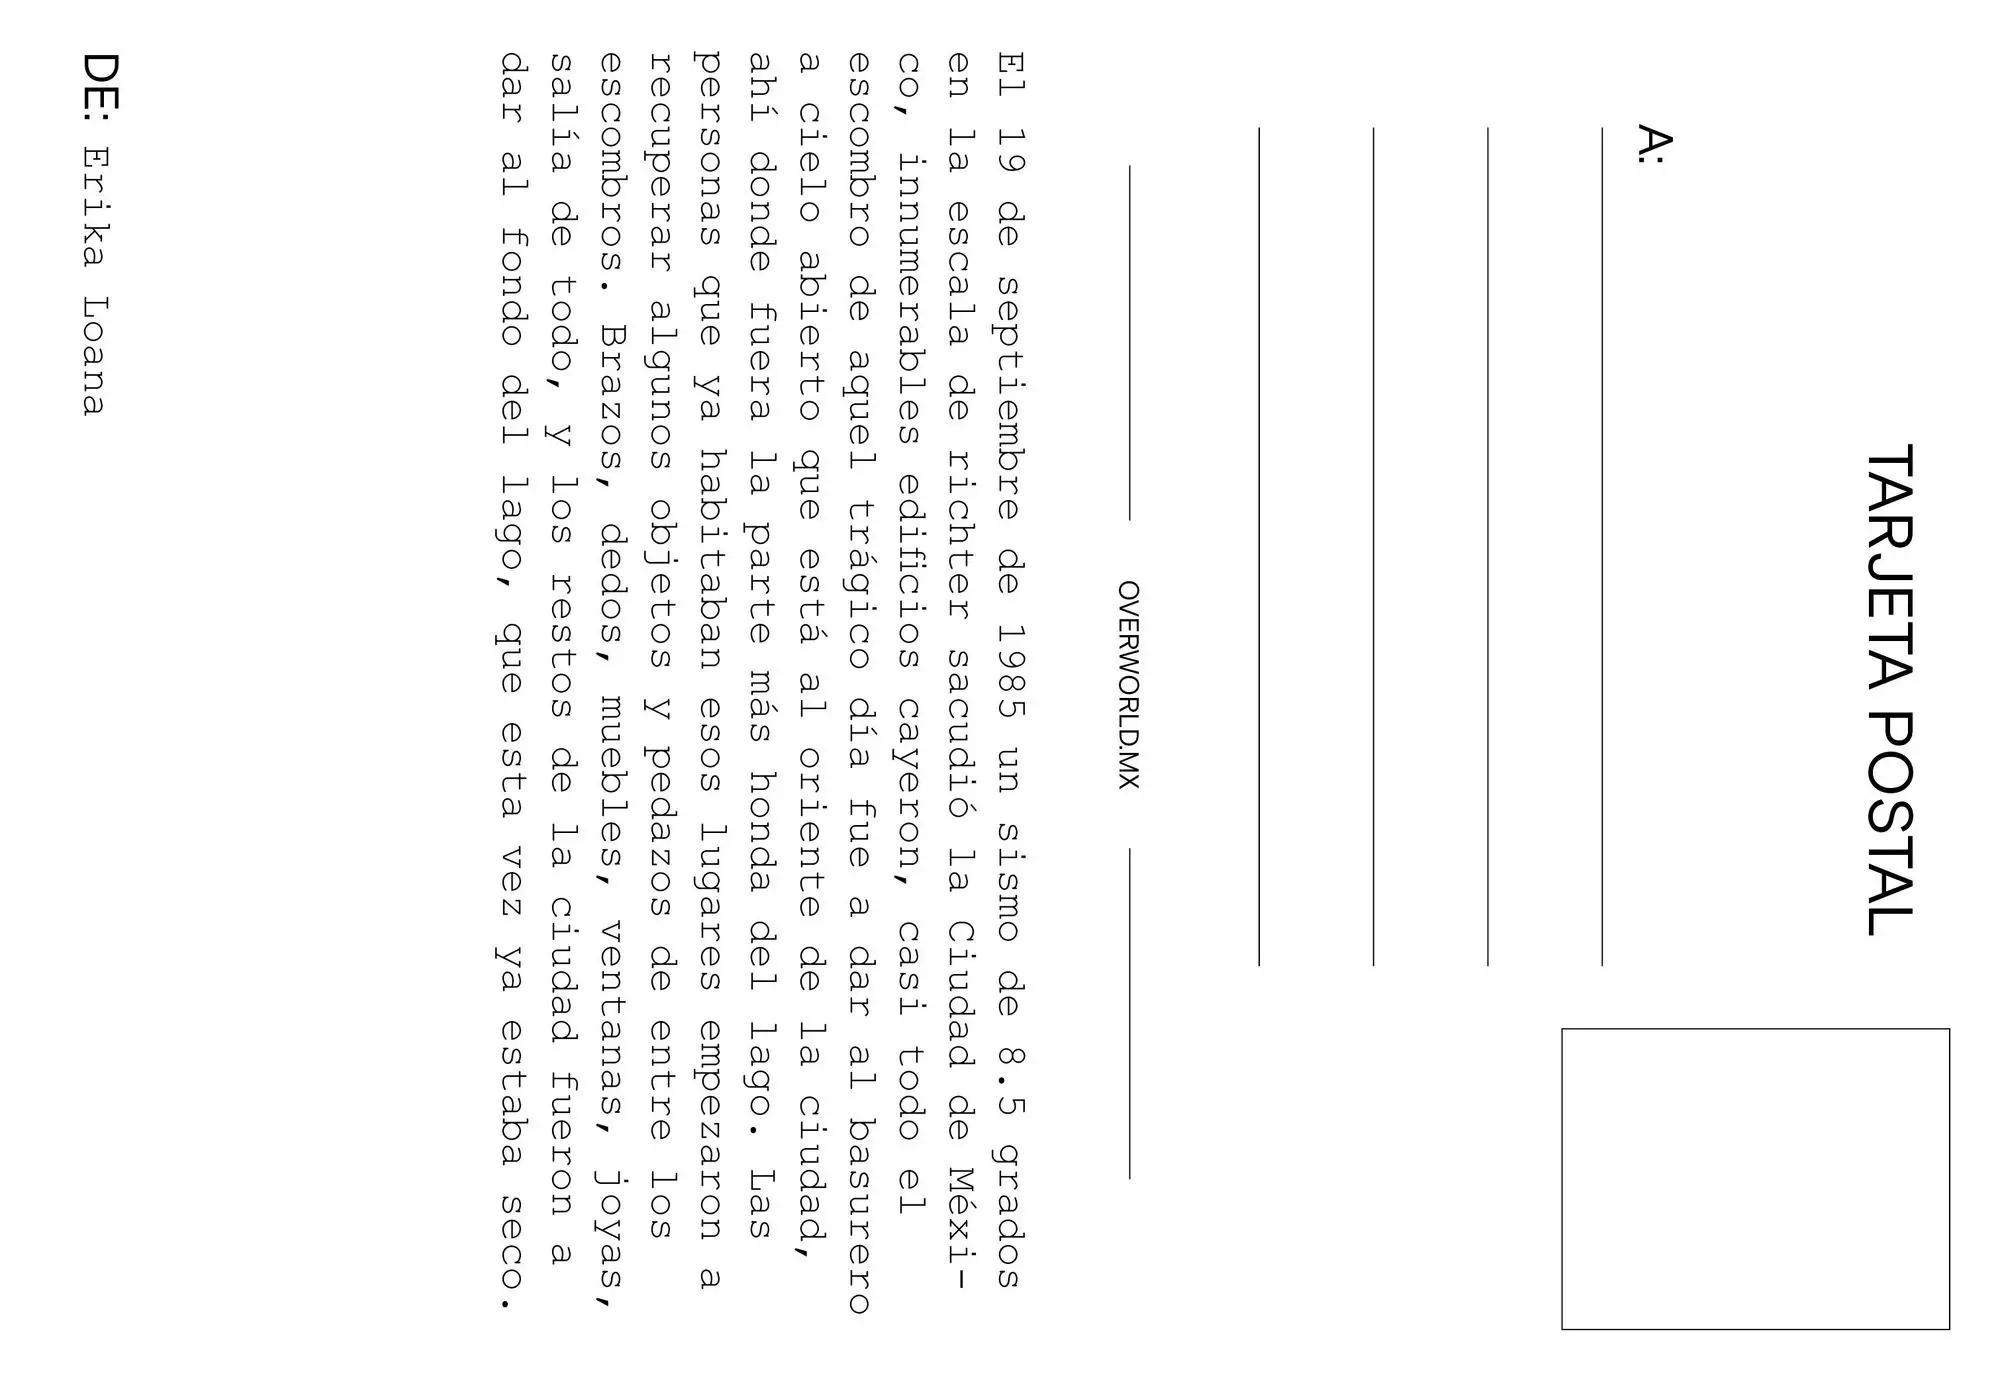 TARJETA POSTAL
A:
OVERWORLD.MX
El 19 de septiembre de 1985 un sismo de 8.5 grados
en la escala de richter sacudió la Ciudad de Méxi-
co, innumerables edificios cayeron, casi todo el
escombro de aquel trágico día fue a dar al basurero
a cielo abierto que está al oriente de la ciudad,
ahí donde fuera la parte más honda del lago. Las
personas que ya habitaban esos lugares empezaron a
recuperar algunos objetos y pedazos de entre los
escombros. Brazos, dedos, muebles, ventanas, joyas,
salía de todo, y los restos de la ciudad fueron a
dar al fondo del lago, que esta vez ya estaba seco.
DE: Erika Loana